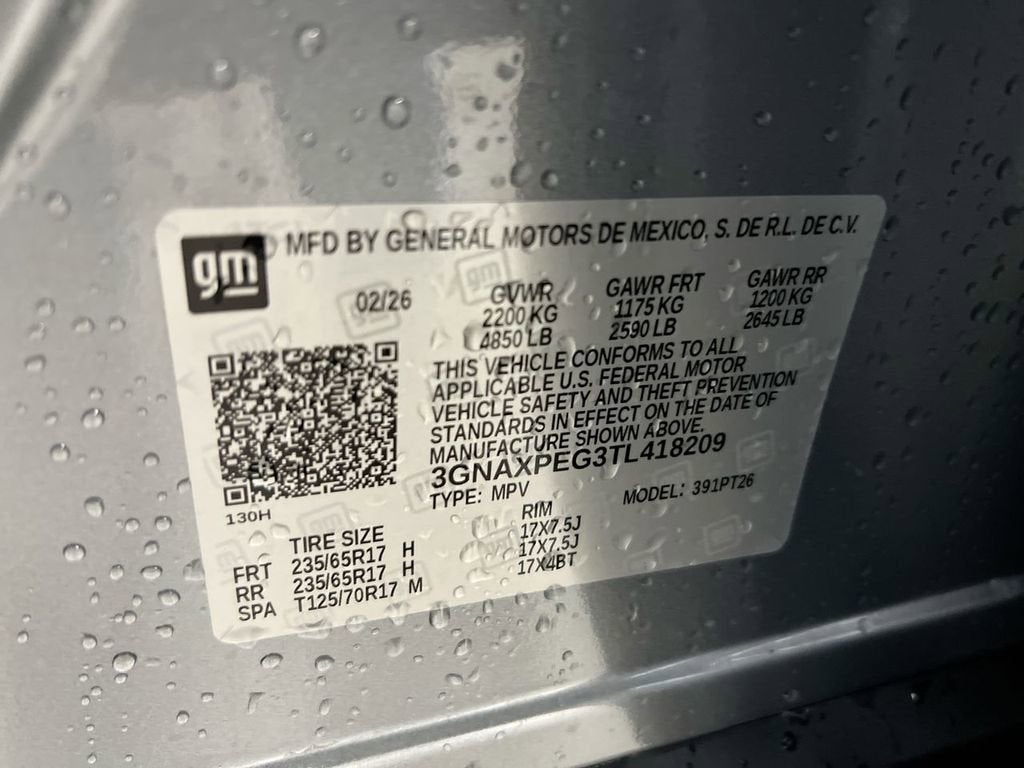 gm
MFD BY GENERAL MOTORS DE MEXICO, S. DE R.L. DE C.V.
02/26
GVWR GAWR FRT GAWR RR
2200 KG 1175 KG 1200 KG
4850 LB 2590 LB 2645 LB
THIS VEHICLE CONFORMS TO ALL
APPLICABLE U.S. FEDERAL MOTOR
VEHICLE SAFETY AND THEFT PREVENTION
STANDARDS IN EFFECT ON THE DATE OF
MANUFACTURE SHOWN ABOVE.
3GNAXPEG3TL418209
TYPE: MPV MODEL: 391PT26
130H
TIRE SIZE RIM
FRT 235/65R17 H 17X7.5J
RR 235/65R17 H 17X7.5J
SPA T125/70R17 M 17X4BT